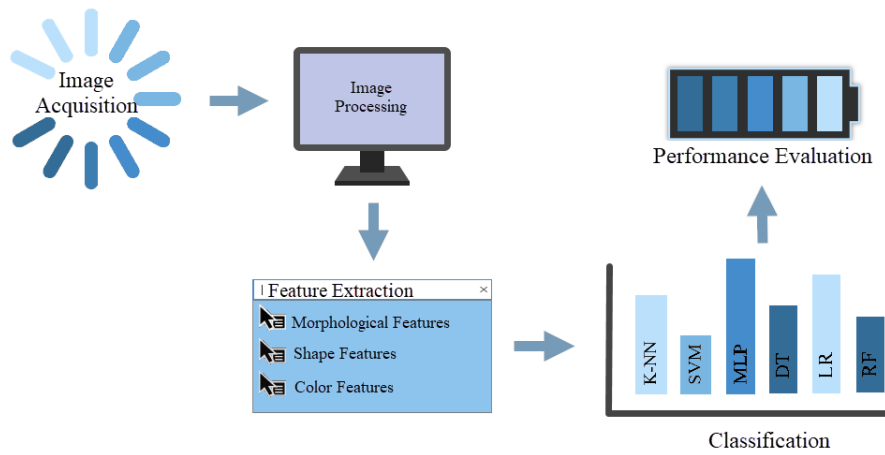 Image
Acquisition
Image
Processing
Feature Extraction ×
Morphological Features
Shape Features
Color Features
K-NN
SVM
MLP
DT
LR
RF
Classification
Performance Evaluation